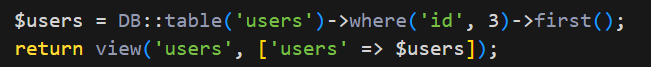 $users = DB::table('users')->where('id', 3)->first();
return view('users', ['users' => $users]);